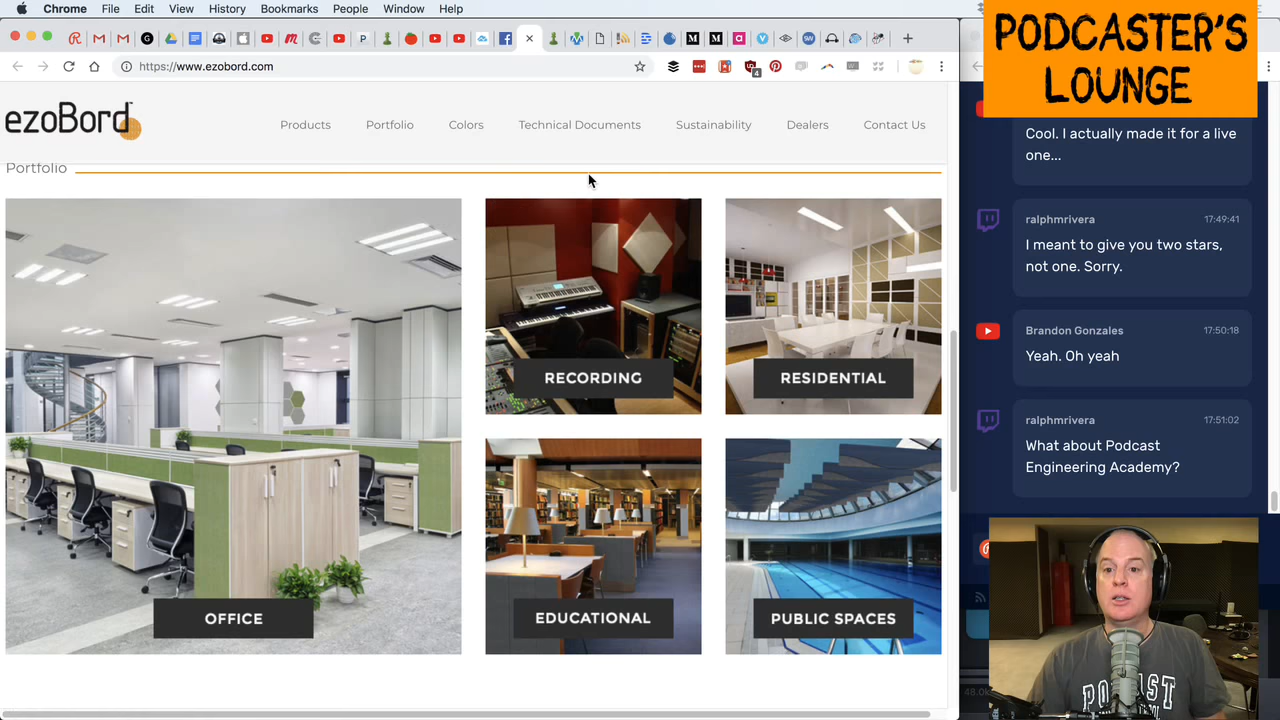 Chrome File Edit View History Bookmarks People Window Help
PODCASTER'S
LOUNGE
https://www.ezobord.com
4
ezoBord
Products Portfolio Colors Technical Documents Sustainability Dealers Contact Us
Portfolio
RECORDING
RESIDENTIAL
OFFICE
EDUCATIONAL
PUBLIC SPACES
Cool. I actually made it for a live
one...
ralphmrivera 17:49:41
I meant to give you two stars,
not one. Sorry.
Brandon Gonzales 17:50:18
Yeah. Oh yeah
ralphmrivera 17:51:02
What about Podcast
Engineering Academy?
48.0k